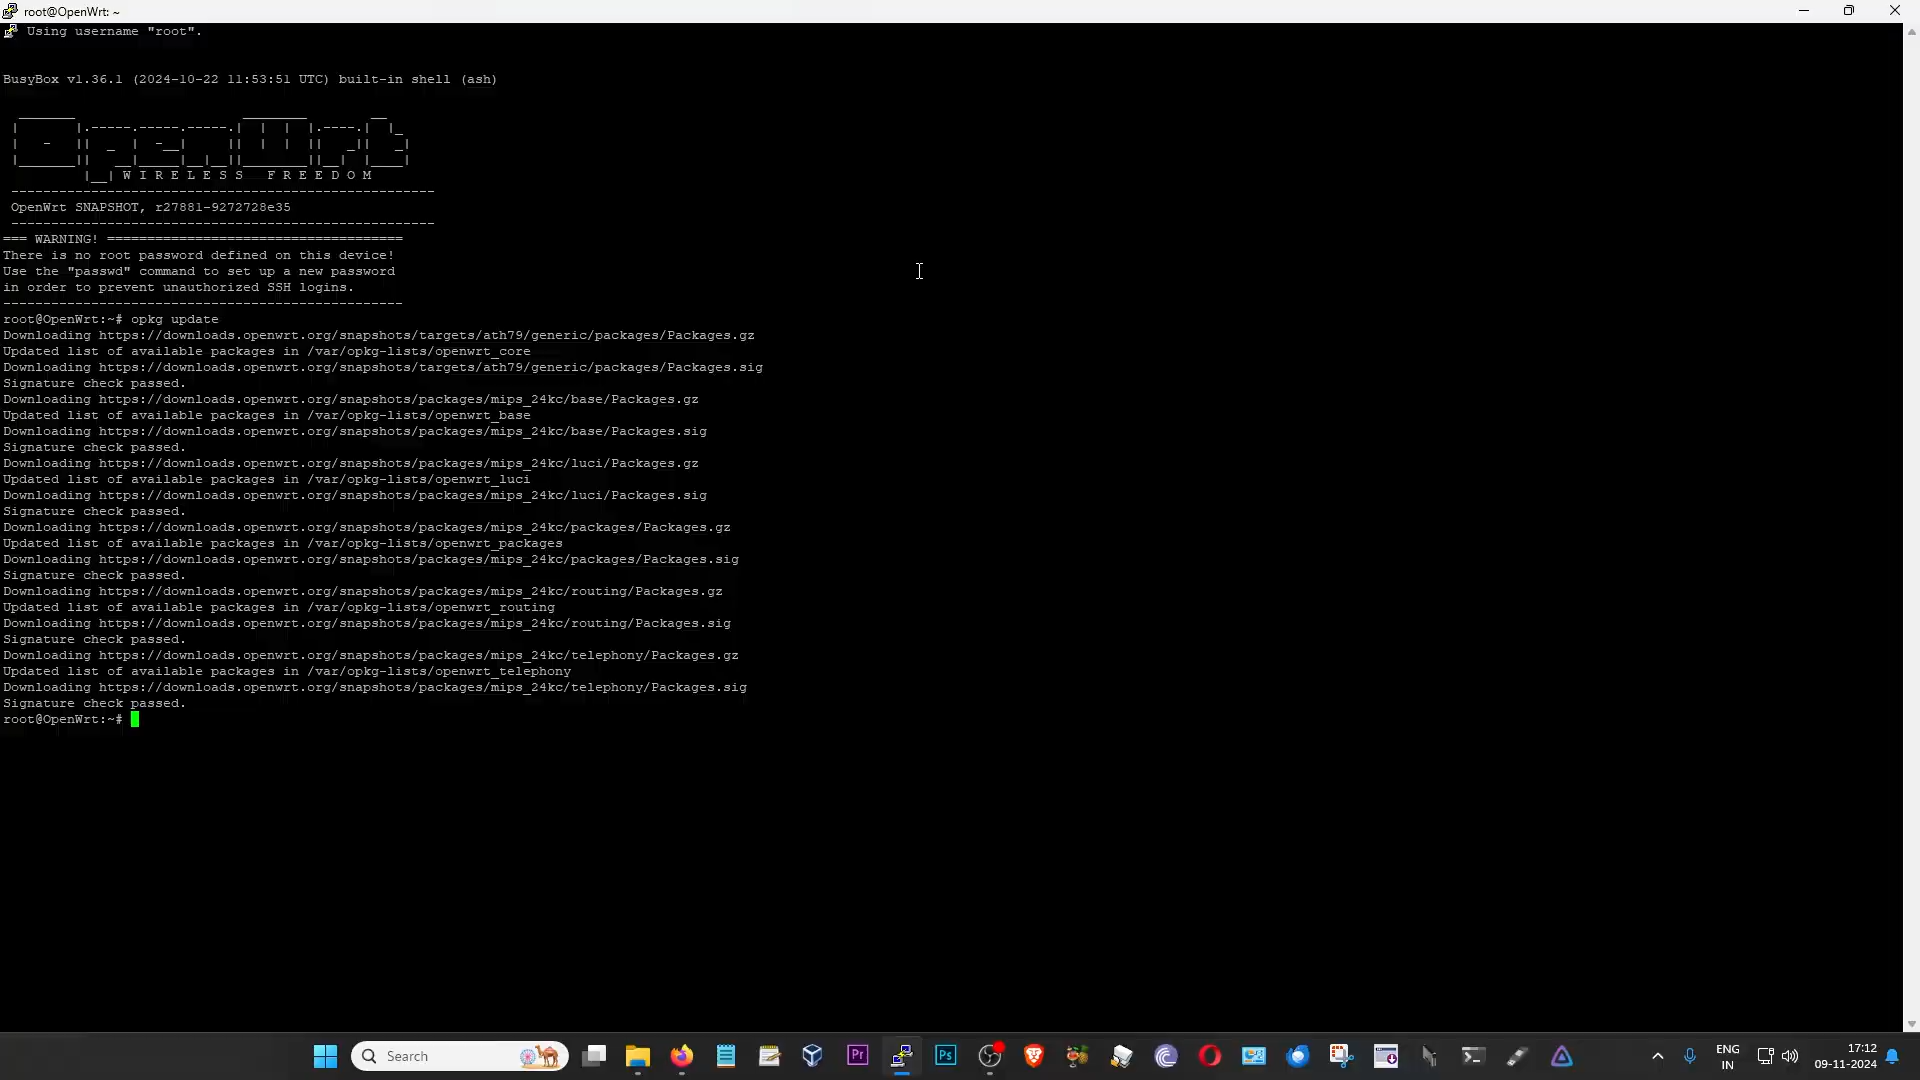 root@OpenWrt: ~
Using username "root".
BusyBox v1.36.1 (2024-10-22 11:53:51 UTC) built-in shell (ash)
OpenWrt
W I R E L E S S   F R E E D O M
-----------------------------------------------------
OpenWrt SNAPSHOT, r27881-9272728e35
-----------------------------------------------------
=== WARNING! =====================================
There is no root password defined on this device!
Use the "passwd" command to set up a new password
in order to prevent unauthorized SSH logins.
--------------------------------------------------
root@OpenWrt:~# opkg update
Downloading https://downloads.openwrt.org/snapshots/targets/ath79/generic/packages/Packages.gz
Updated list of available packages in /var/opkg-lists/openwrt_core
Downloading https://downloads.openwrt.org/snapshots/targets/ath79/generic/packages/Packages.sig
Signature check passed.
Downloading https://downloads.openwrt.org/snapshots/packages/mips_24kc/base/Packages.gz
Updated list of available packages in /var/opkg-lists/openwrt_base
Downloading https://downloads.openwrt.org/snapshots/packages/mips_24kc/base/Packages.sig
Signature check passed.
Downloading https://downloads.openwrt.org/snapshots/packages/mips_24kc/luci/Packages.gz
Updated list of available packages in /var/opkg-lists/openwrt_luci
Downloading https://downloads.openwrt.org/snapshots/packages/mips_24kc/luci/Packages.sig
Signature check passed.
Downloading https://downloads.openwrt.org/snapshots/packages/mips_24kc/packages/Packages.gz
Updated list of available packages in /var/opkg-lists/openwrt_packages
Downloading https://downloads.openwrt.org/snapshots/packages/mips_24kc/packages/Packages.sig
Signature check passed.
Downloading https://downloads.openwrt.org/snapshots/packages/mips_24kc/routing/Packages.gz
Updated list of available packages in /var/opkg-lists/openwrt_routing
Downloading https://downloads.openwrt.org/snapshots/packages/mips_24kc/routing/Packages.sig
Signature check passed.
Downloading https://downloads.openwrt.org/snapshots/packages/mips_24kc/telephony/Packages.gz
Updated list of available packages in /var/opkg-lists/openwrt_telephony
Downloading https://downloads.openwrt.org/snapshots/packages/mips_24kc/telephony/Packages.sig
Signature check passed.
root@OpenWrt:~#
Search
Pr
Ps
ENG
IN
17:12
09-11-2024